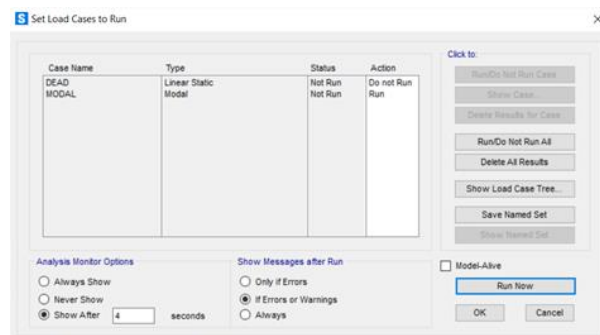 S Set Load Cases to Run
Case Name Type Status Action
DEAD Linear Static Not Run Do not Run
MODAL Modal Not Run Run
Click to:
Run/Do Not Run Case
Show Case...
Delete Results for Case
Run/Do Not Run All
Delete All Results
Show Load Case Tree...
Save Named Set
Show Named Set
Analysis Monitor Options
Always Show
Never Show
Show After 4 seconds
Show Messages after Run
Only if Errors
If Errors or Warnings
Always
Model-Alive
Run Now
OK Cancel